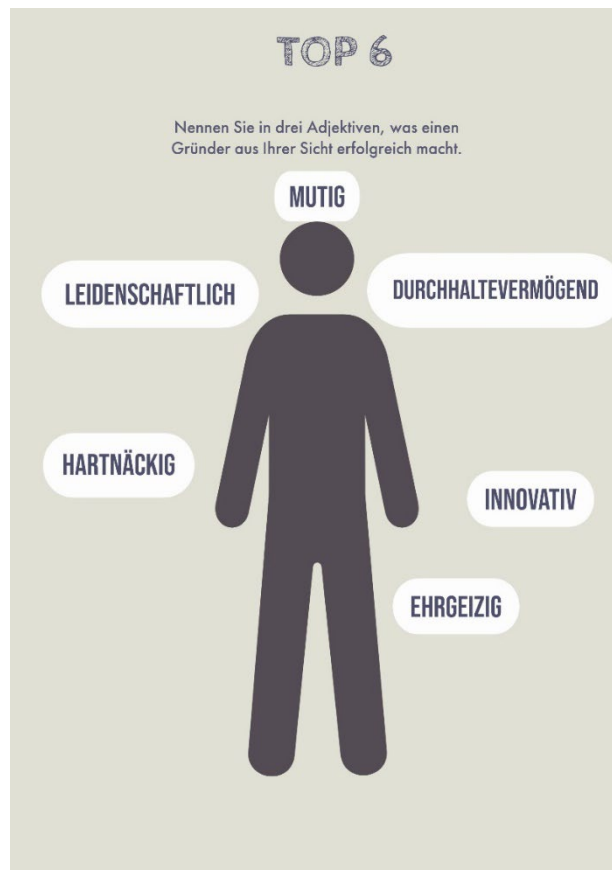 TOP 6
Nennen Sie in drei Adjektiven, was einen
Gründer aus Ihrer Sicht erfolgreich macht.
MUTIG
LEIDENSCHAFTLICH
DURCHHALTEVERMÖGEND
HARTNÄCKIG
INNOVATIV
EHRGEIZIG